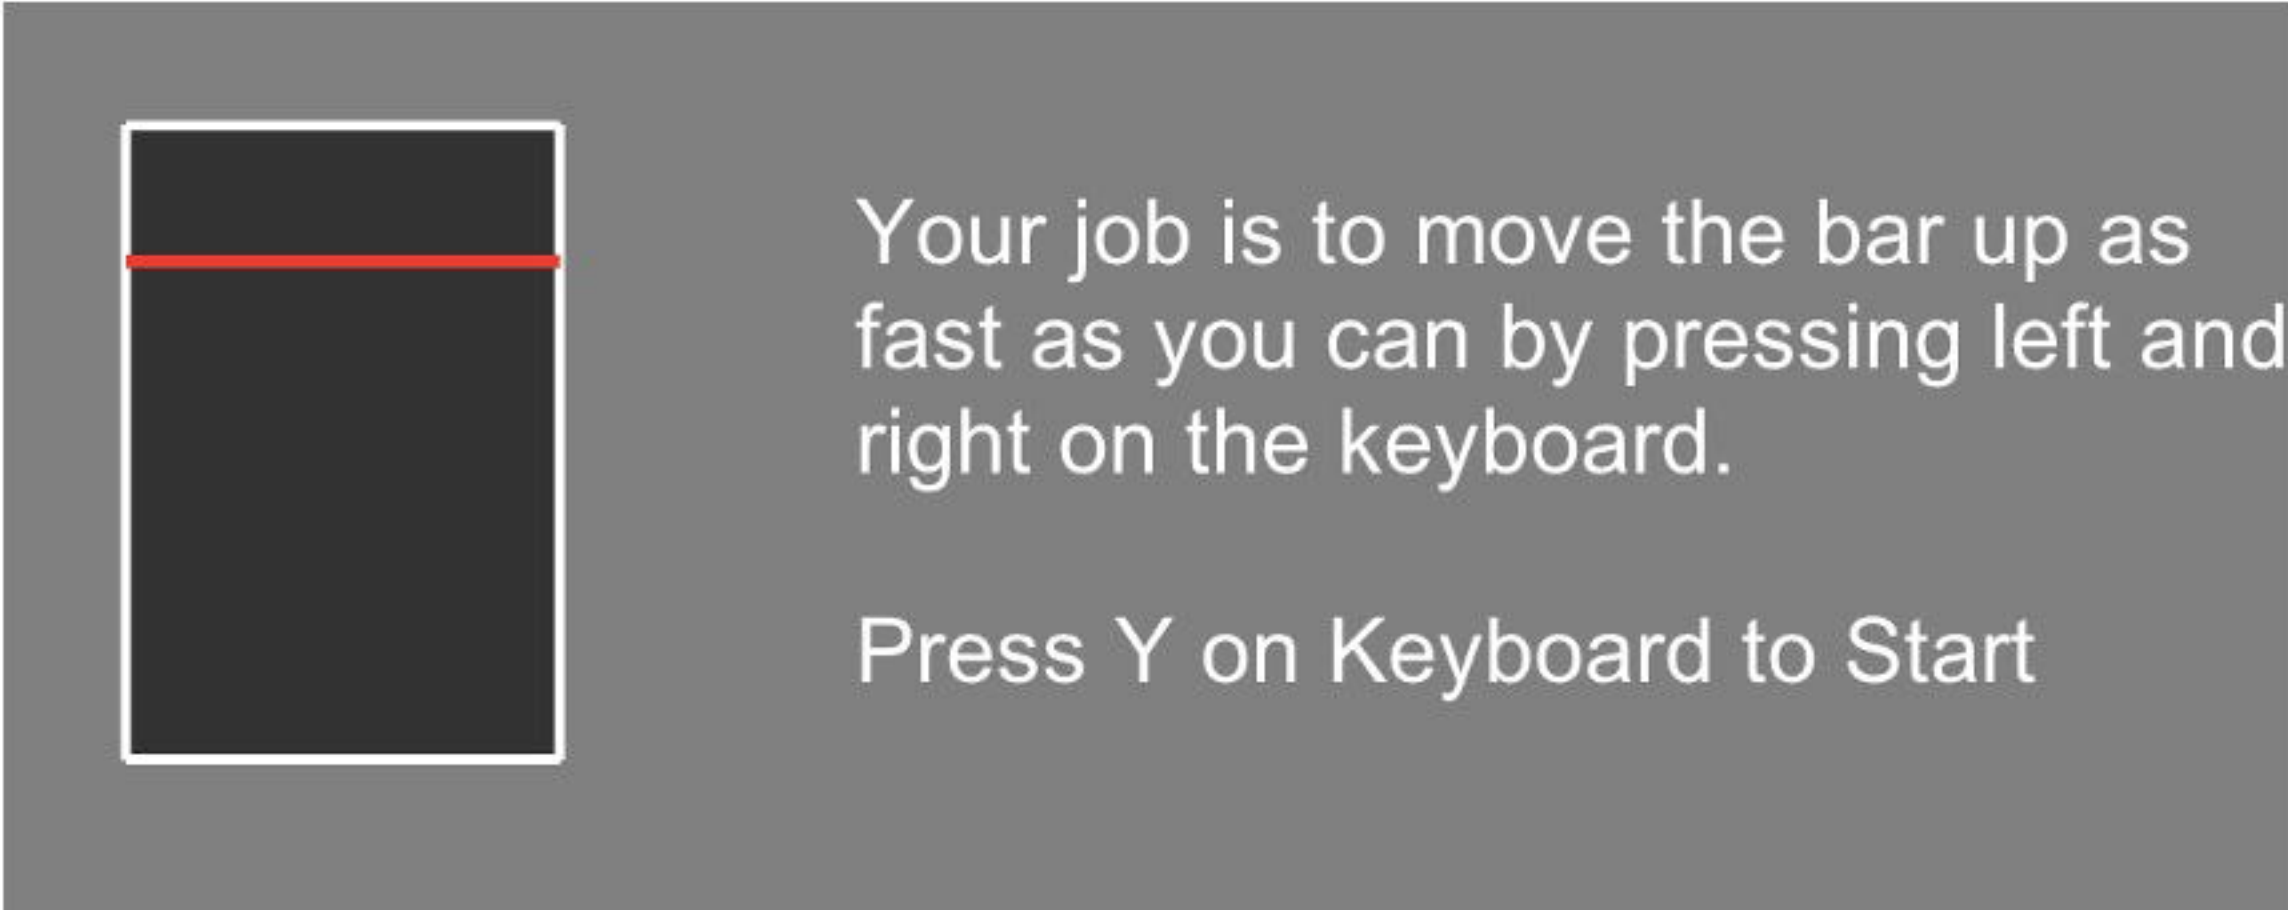 Your job is to move the bar up as
fast as you can by pressing left and
right on the keyboard.
Press Y on Keyboard to Start